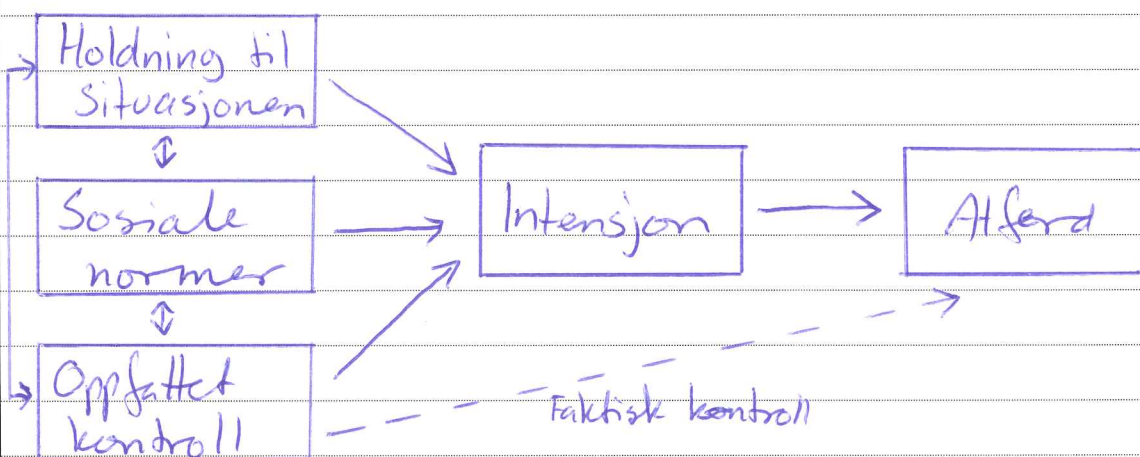 Holdning til
situasjonen
Sosiale
normer
Intensjon
Atferd
Oppfattet
kontroll
Faktisk kontroll